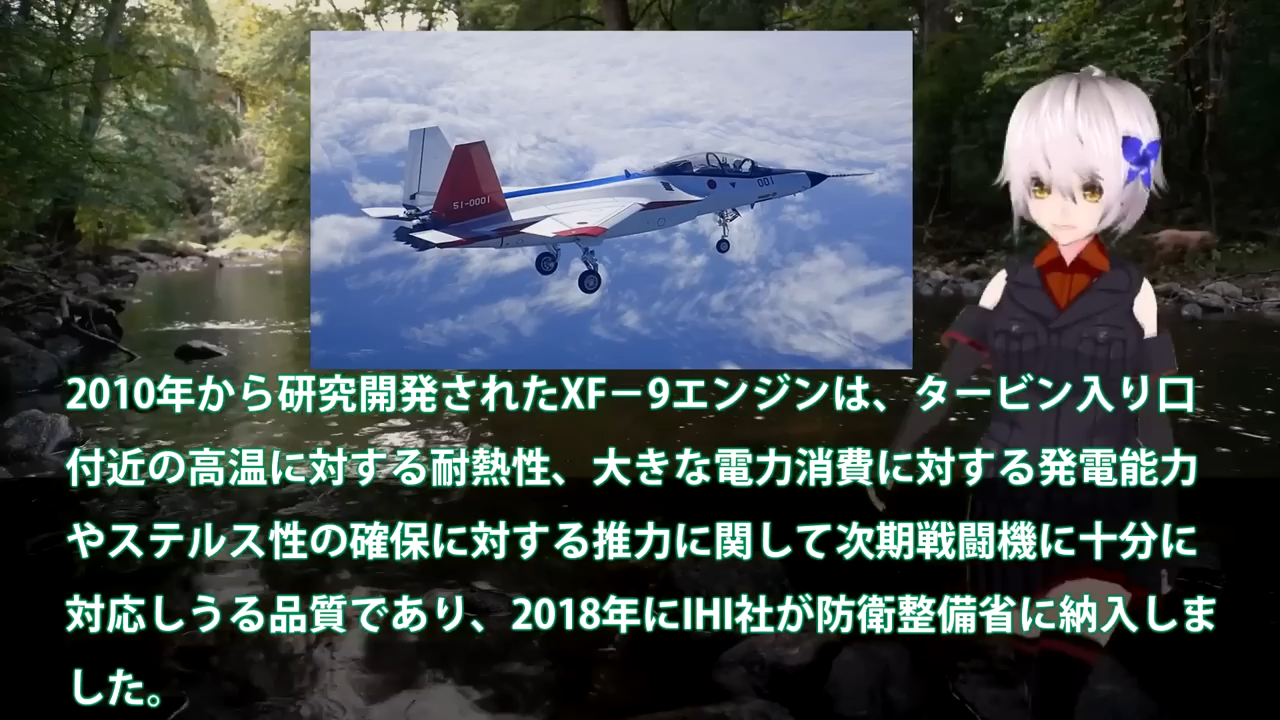 001
51-0001
2010年から研究開発されたXF－9エンジンは、タービン入り口
付近の高温に対する耐熱性、大きな電力消費に対する発電能力
やステルス性の確保に対する推力に関して次期戦闘機に十分に
対応しうる品質であり、2018年にIHI社が防衛整備省に納入しま
した。